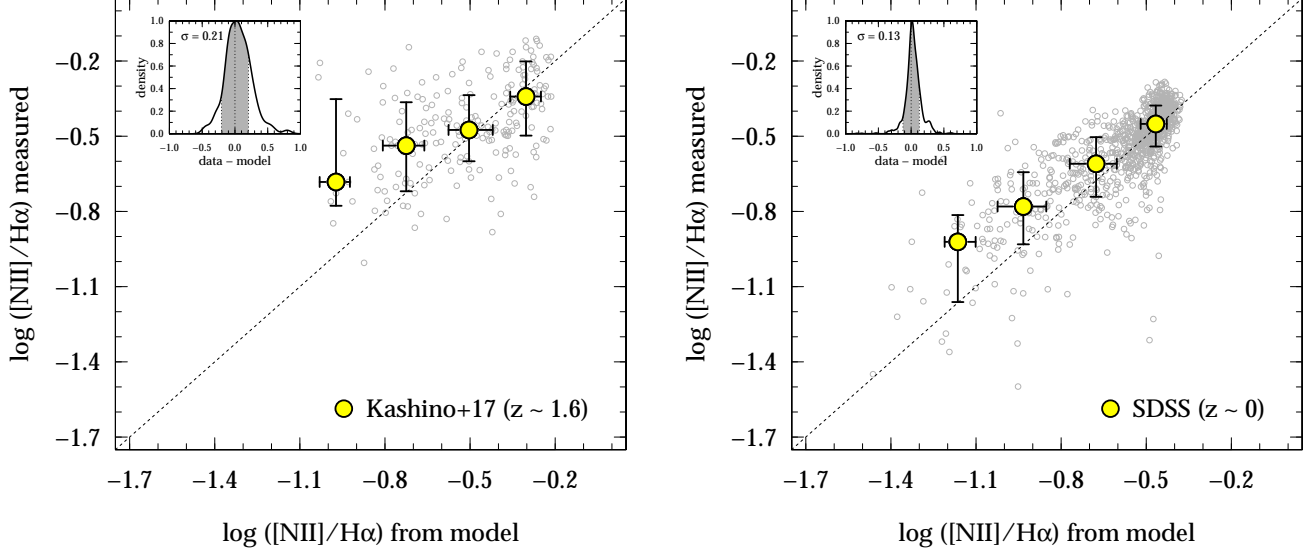 1.0
0.8
0.6
0.4
0.2
0.0
density
σ = 0.21
−1.0 −0.5 0.0 0.5 1.0
data − model
−0.2
−0.5
−0.8
−1.1
−1.4
−1.7
log ([NII]/Hα) measured
Kashino+17 (z ~ 1.6)
−1.7 −1.4 −1.1 −0.8 −0.5 −0.2
log ([NII]/Hα) from model
1.0
0.8
0.6
0.4
0.2
0.0
density
σ = 0.13
−1.0 −0.5 0.0 0.5 1.0
data − model
−0.2
−0.5
−0.8
−1.1
−1.4
−1.7
log ([NII]/Hα) measured
SDSS (z ~ 0)
−1.7 −1.4 −1.1 −0.8 −0.5 −0.2
log ([NII]/Hα) from model